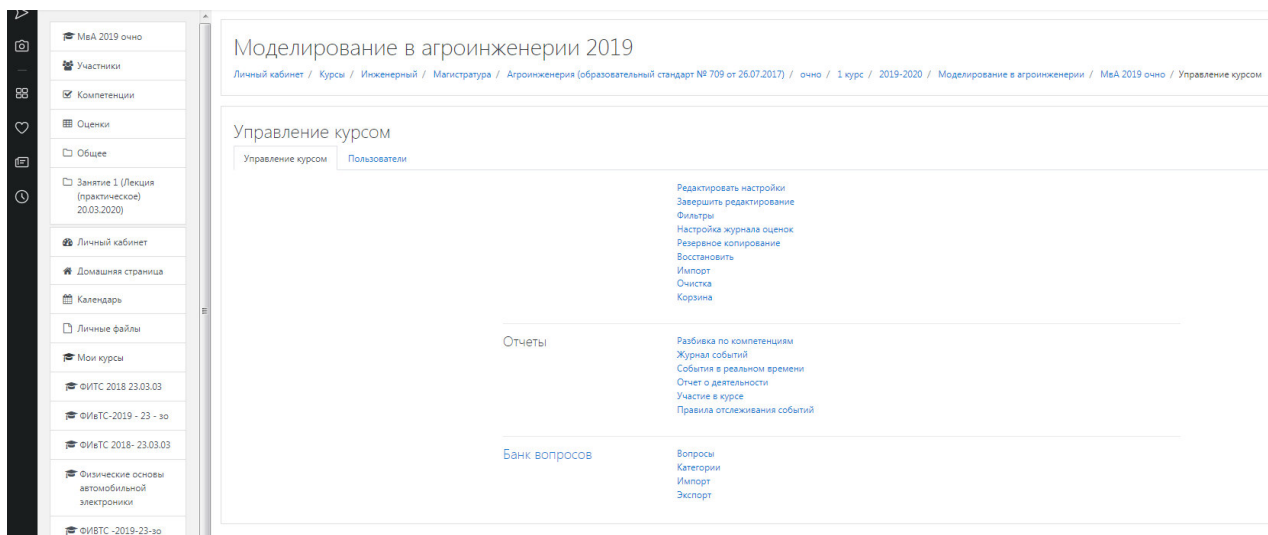 МвА 2019 очно
Участники
Компетенции
Оценки
Общее
Занятие 1 (Лекция
(практическое)
20.03.2020)
Личный кабинет
Домашняя страница
Календарь
Личные файлы
Мои курсы
ФИТС 2018 23.03.03
ФИвТС-2019 - 23 - зо
ФИвТС 2018- 23.03.03
Физические основы
автомобильной
электроники
ФИВТС -2019-23-зо
Моделирование в агроинженерии 2019
Личный кабинет / Курсы / Инженерный / Магистратура / Агроинженерия (образовательный стандарт № 709 от 26.07.2017) / очно / 1 курс / 2019-2020 / Моделирование в агроинженерии / МвА 2019 очно / Управление курсом
Управление курсом
Управление курсом Пользователи
Редактировать настройки
Завершить редактирование
Фильтры
Настройка журнала оценок
Резервное копирование
Восстановить
Импорт
Очистка
Корзина
Отчеты
Разбивка по компетенциям
Журнал событий
События в реальном времени
Отчет о деятельности
Участие в курсе
Правила отслеживания событий
Банк вопросов
Вопросы
Категории
Импорт
Экспорт